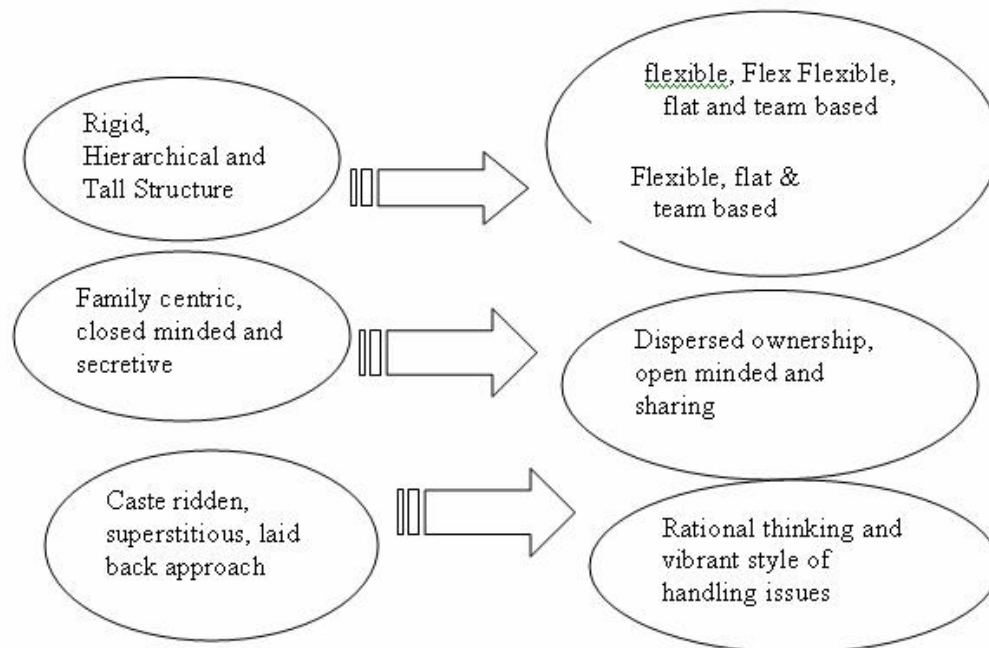 Rigid,
Hierarchical and
Tall Structure
flexible, Flex Flexible,
flat and team based
Flexible, flat &
team based
Family centric,
closed minded and
secretive
Dispersed ownership,
open minded and
sharing
Caste ridden,
superstitious, laid
back approach
Rational thinking and
vibrant style of
handling issues